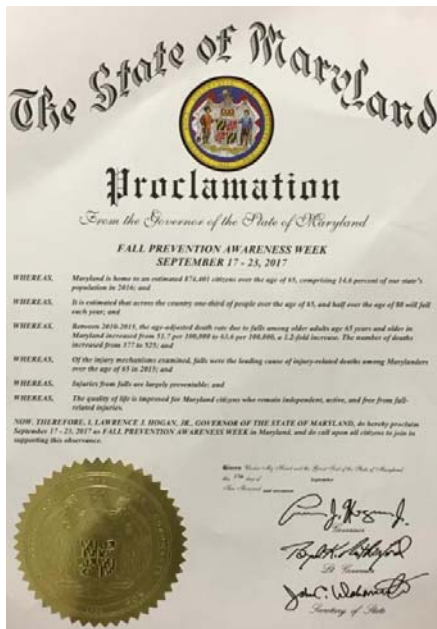 The State of Maryland
Proclamation
From the Governor of the State of Maryland
FALL PREVENTION AWARENESS WEEK
SEPTEMBER 17 - 23, 2017
WHEREAS, Maryland is home to an estimated 874,401 citizens over the age of 65, comprising 14.6 percent of our state's
population in 2016; and
WHEREAS, It is estimated that across the country one-third of people over the age of 65, and half over the age of 80 will fall
each year; and
WHEREAS, Between 2010-2015, the age-adjusted death rate due to falls among older adults age 65 years and older in
Maryland increased from 51.7 per 100,000 to 63.6 per 100,000, a 1.2-fold increase. The number of deaths
increased from 377 to 525; and
WHEREAS, Of the injury mechanisms examined, falls were the leading cause of injury-related deaths among Marylanders
over the age of 65 in 2015; and
WHEREAS, Injuries from falls are largely preventable; and
WHEREAS, The quality of life is improved for Maryland citizens who remain independent, active, and free from fall-
related injuries.
NOW, THEREFORE, I, LAWRENCE J. HOGAN, JR., GOVERNOR OF THE STATE OF MARYLAND, do hereby proclaim
September 17 - 23, 2017 as FALL PREVENTION AWARENESS WEEK in Maryland, and do call upon all citizens to join in
supporting this observance.
Given Under My Hand and the Great Seal of the State of Maryland,
this 17th day of September
Two Thousand and seventeen
Governor
Lt. Governor
Secretary of State